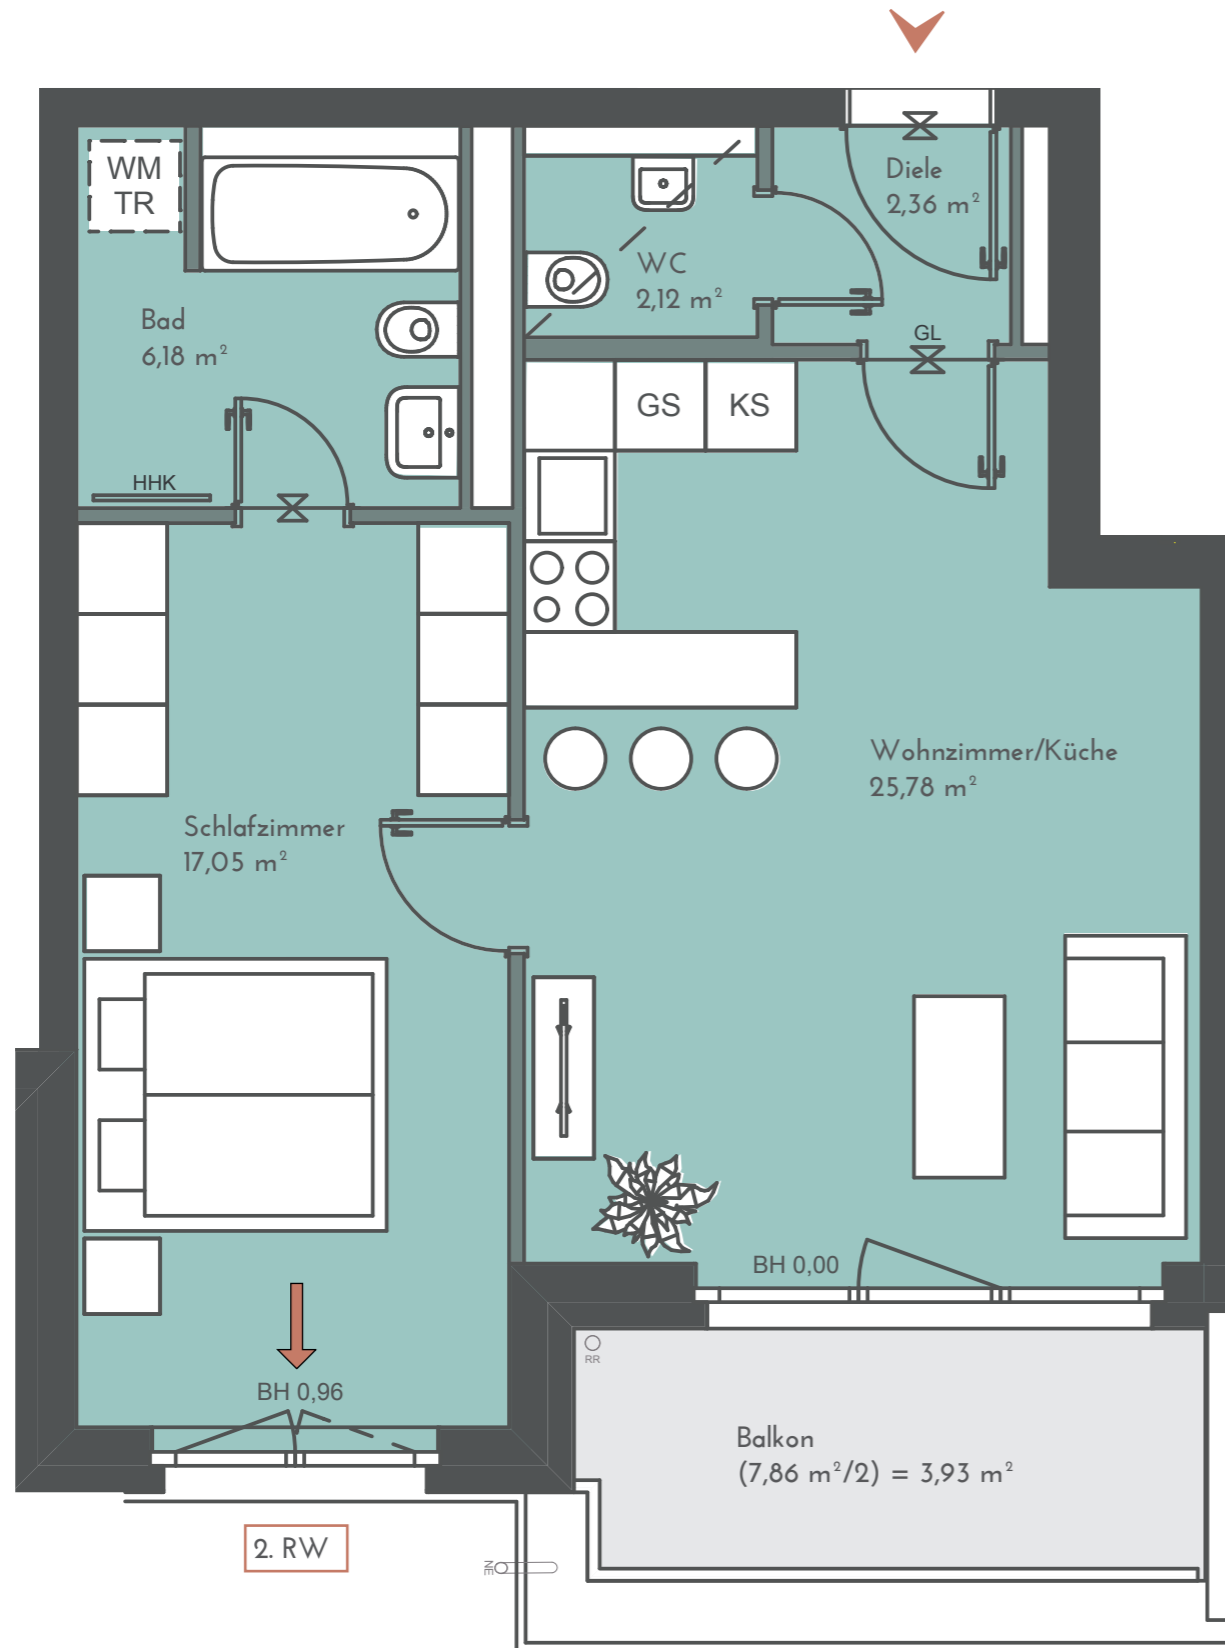 WM
TR
Diele
2,36 m²
WC
2,12 m²
Bad
6,18 m²
GL
GS
KS
HHK
Wohnzimmer/Küche
25,78 m²
Schlafzimmer
17,05 m²
BH 0,00
RR
BH 0,96
Balkon
(7,86 m²/2) = 3,93 m²
2. RW
NE